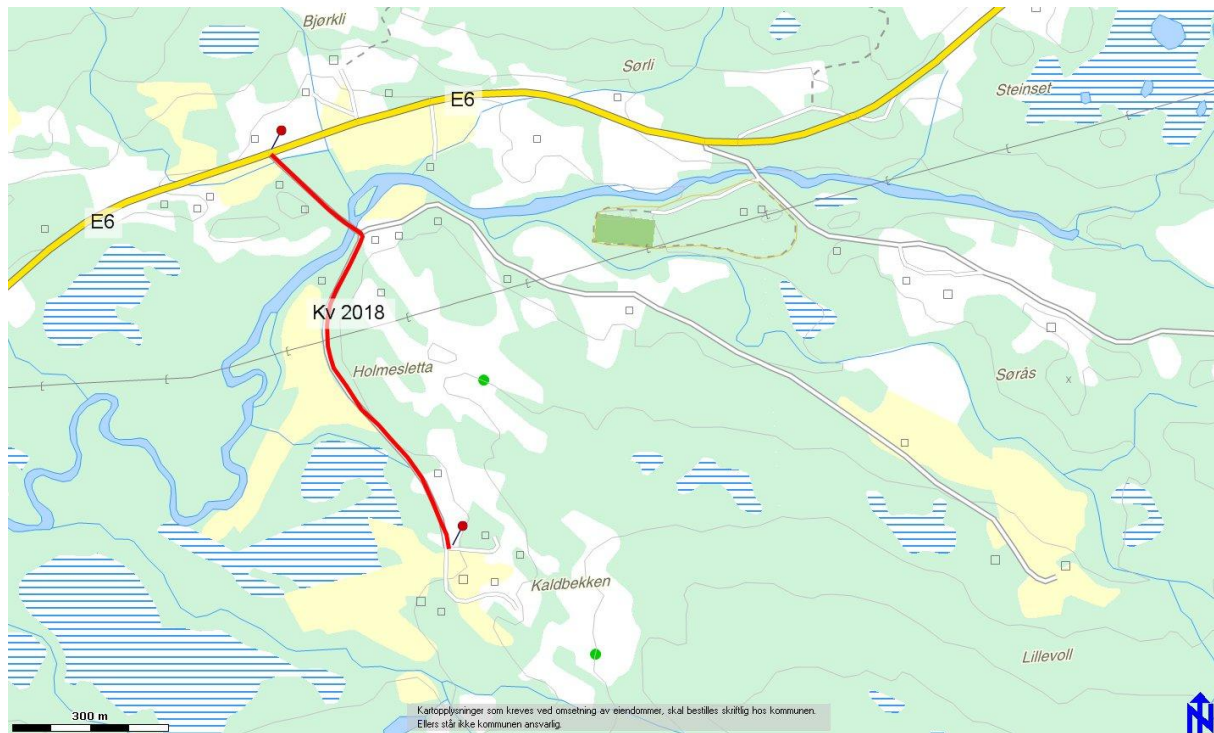 Bjørkli
Sørli
Steinset
E6
E6
Kv 2018
Holmesletta
Sørås
x
Kaldbekken
Lillevoll
300 m
Kartopplysninger som kreves ved omsetning av eiendommer, skal bestilles skriftlig hos kommunen.
Ellers står ikke kommunen ansvarlig.
N